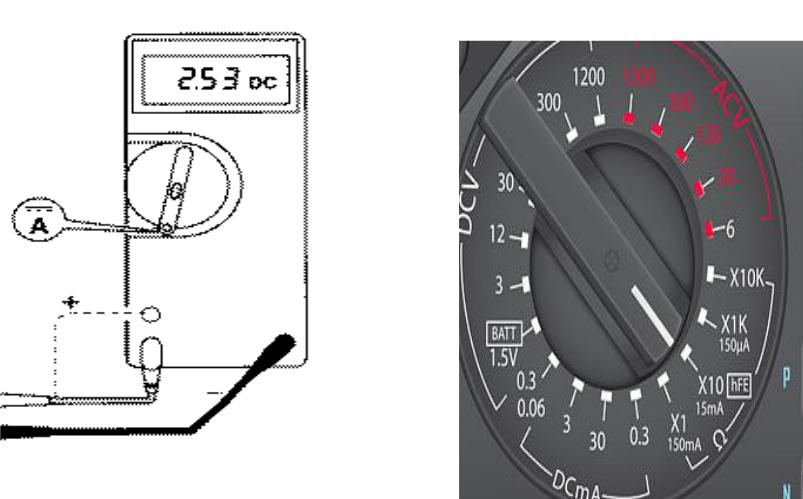 2.53 DC
A
+
−
1200
300
30
12
3
BATT
1.5V
0.3
0.06
3
30
0.3
DCV
DCmA
ACV
300
120
30
6
X10K
X1K
150μA
X10 hFE
15mA
X1
150mA
Ω
P
N